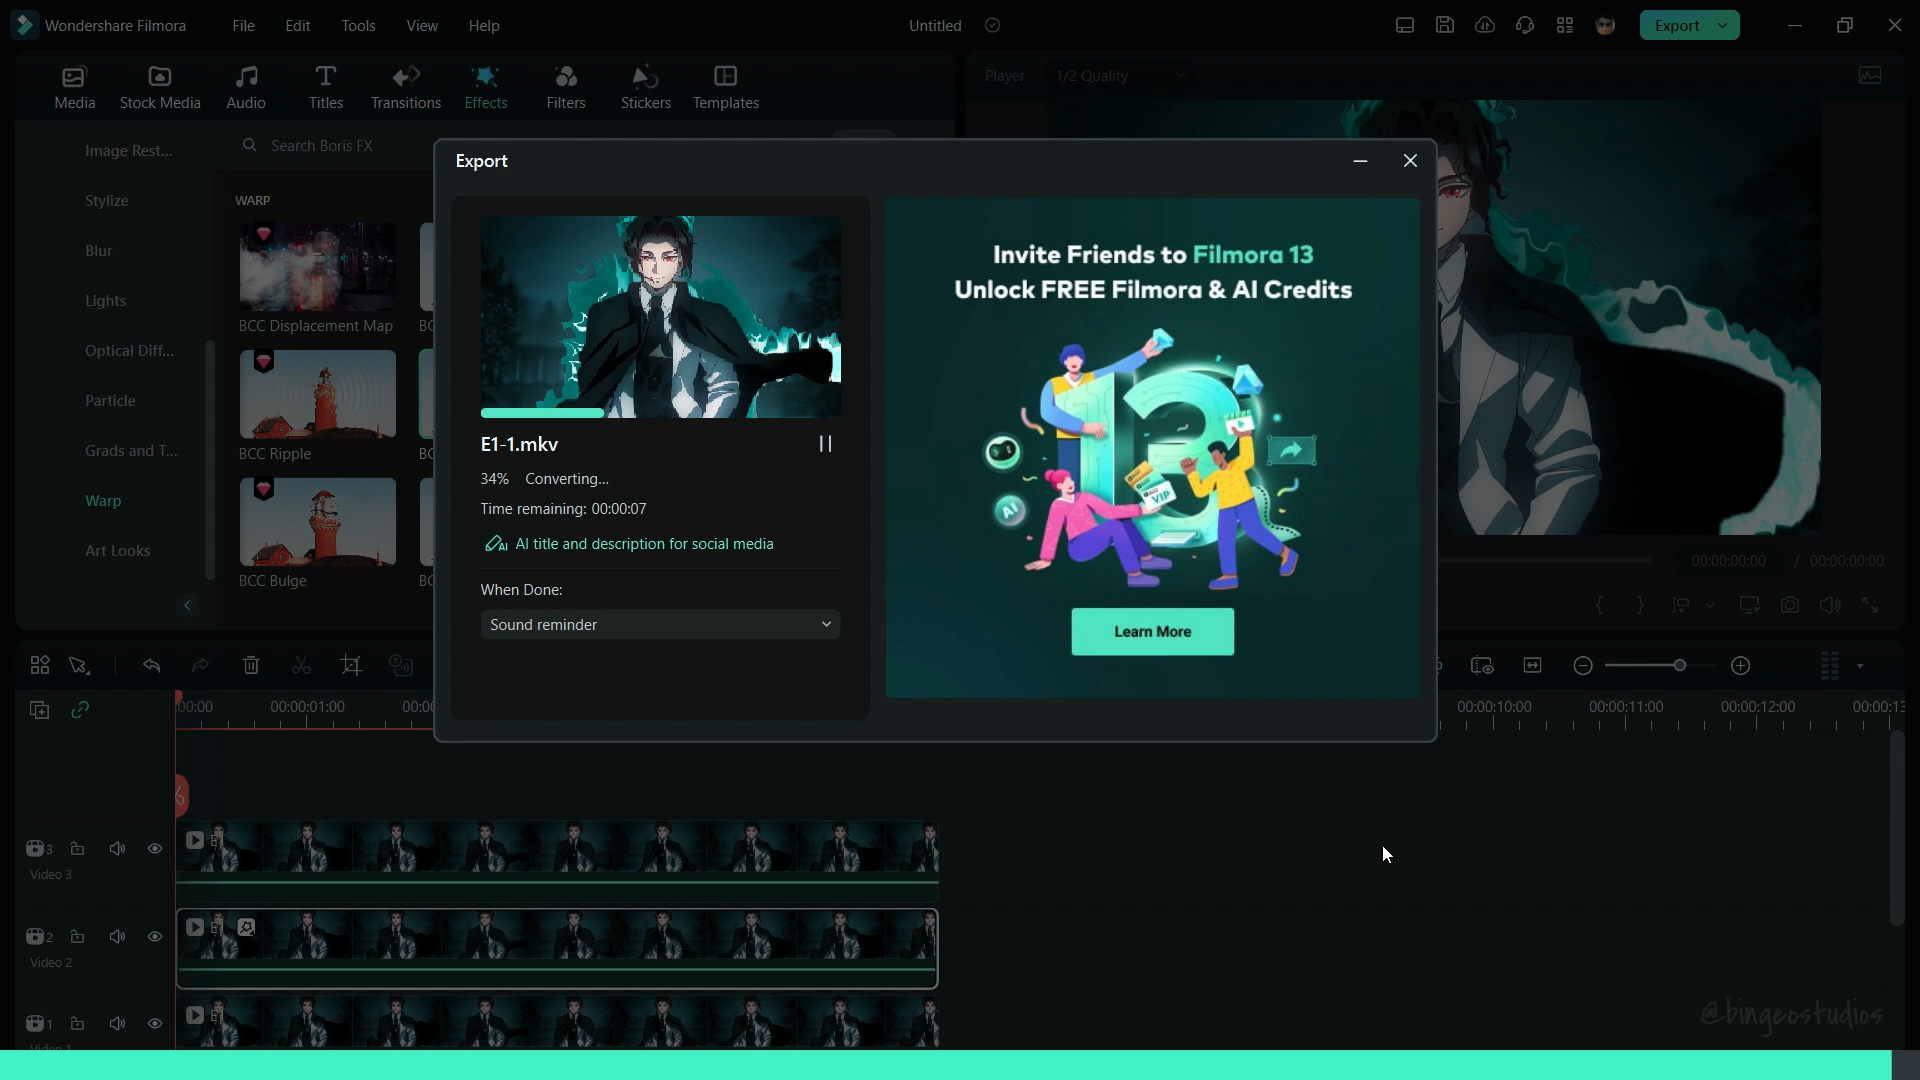 Wondershare Filmora
File
Edit
Tools
View
Help
Untitled
Export
Media
Stock Media
Audio
Titles
Transitions
Effects
Filters
Stickers
Templates
Player
1/2 Quality
Image Rest...
Stylize
Blur
Lights
Optical Diff...
Particle
Grads and T...
Warp
Art Looks
Search Boris FX
WARP
BCC Displacement Map
BCC Ripple
BCC Bulge
Export
E1-1.mkv
34% Converting...
Time remaining: 00:00:07
AI title and description for social media
When Done:
Sound reminder
Invite Friends to Filmora 13
Unlock FREE Filmora & AI Credits
13
AI
VIP
Learn More
00:00:00:00 / 00:00:00:00
00:00:01:00
00:00:10:00
00:00:11:00
00:00:12:00
3
Video 3
2
Video 2
1
Video 1
@bingeostudios